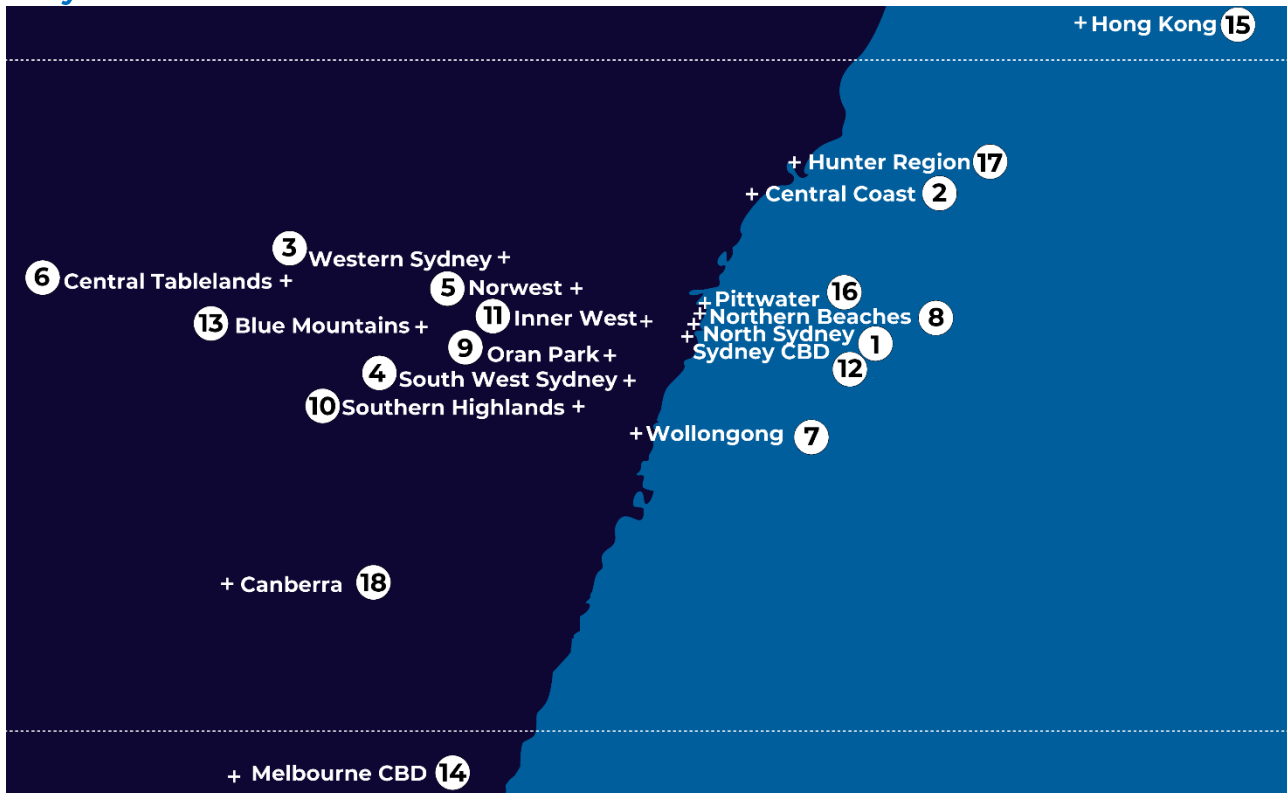 Hong Kong 15
Hunter Region 17
Central Coast 2
3 Western Sydney
6 Central Tablelands
5 Norwest
Pittwater 16
11 Inner West
Northern Beaches 8
13 Blue Mountains
North Sydney 1
9 Oran Park
Sydney CBD 12
4 South West Sydney
10 Southern Highlands
Wollongong 7
Canberra 18
Melbourne CBD 14